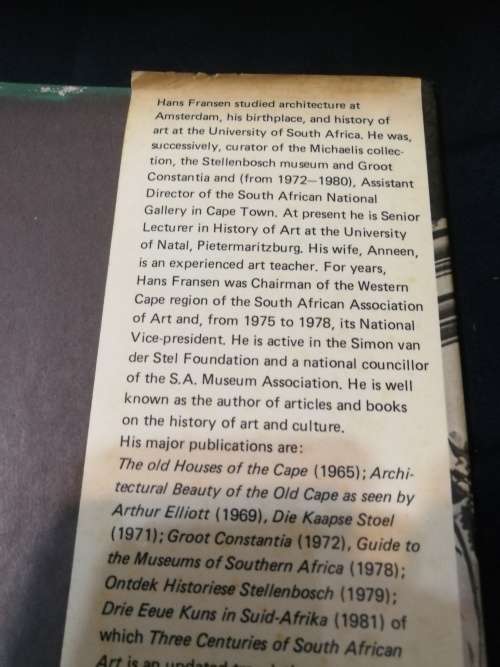 Hans Fransen studied architecture at
Amsterdam, his birthplace, and history of
art at the University of South Africa. He was,
successively, curator of the Michaelis collec-
tion, the Stellenbosch museum and Groot
Constantia and (from 1972–1980), Assistant
Director of the South African National
Gallery in Cape Town. At present he is Senior
Lecturer in History of Art at the University
of Natal, Pietermaritzburg. His wife, Anneen,
is an experienced art teacher. For years,
Hans Fransen was Chairman of the Western
Cape region of the South African Association
of Art and, from 1975 to 1978, its National
Vice-president. He is active in the Simon van
der Stel Foundation and a national councillor
of the S.A. Museum Association. He is well
known as the author of articles and books
on the history of art and culture.
His major publications are:
The old Houses of the Cape (1965); Archi-
tectural Beauty of the Old Cape as seen by
Arthur Elliott (1969), Die Kaapse Stoel
(1971); Groot Constantia (1972), Guide to
the Museums of Southern Africa (1978);
Ontdek Historiese Stellenbosch (1979);
Drie Eeue Kuns in Suid-Afrika (1981) of
which Three Centuries of South African
Art is an updated